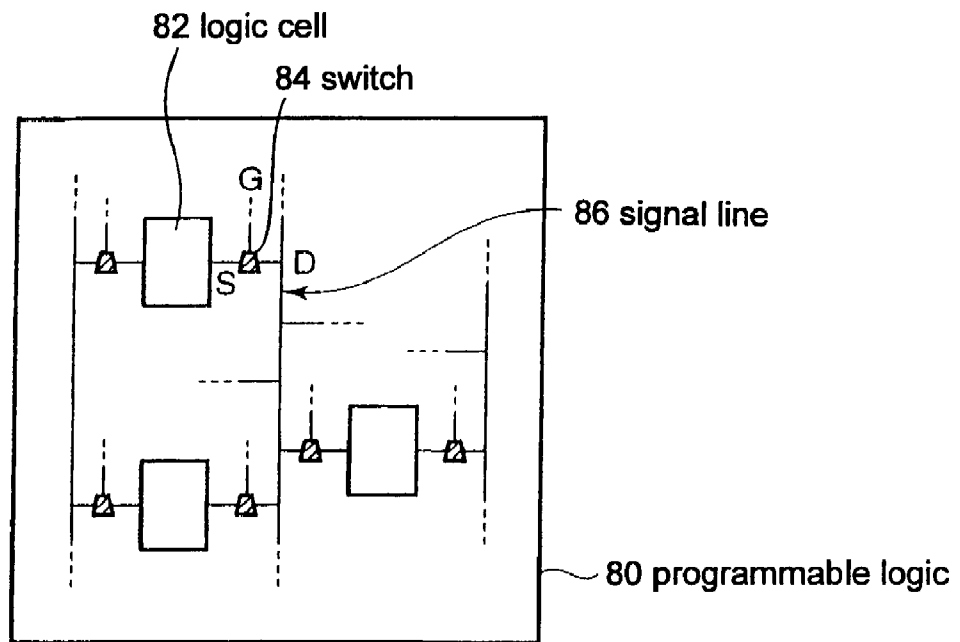 82 logic cell
84 switch
G
86 signal line
S
D
80 programmable logic